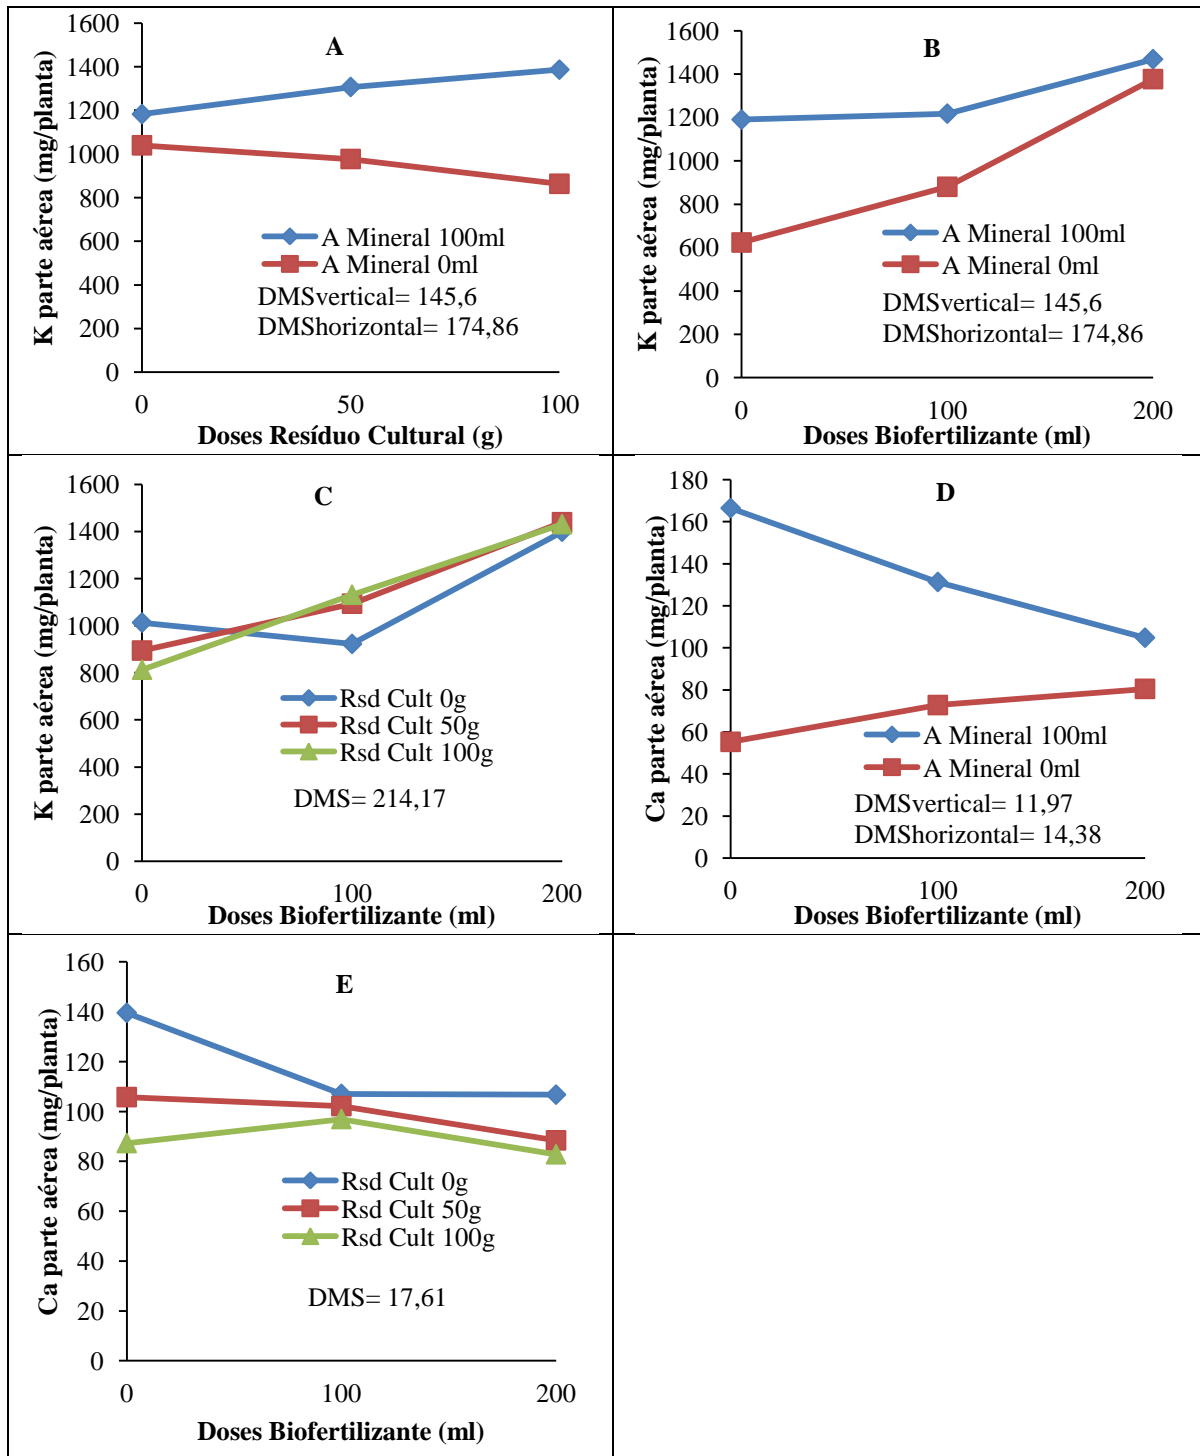 A
K parte aérea (mg/planta)
1600
1400
1200
1000
800
600
400
200
0
A Mineral 100ml
A Mineral 0ml
DMSvertical= 145,6
DMShorizontal= 174,86
0 50 100
Doses Resíduo Cultural (g)
B
K parte aérea (mg/planta)
1600
1400
1200
1000
800
600
400
200
0
A Mineral 100ml
A Mineral 0ml
DMSvertical= 145,6
DMShorizontal= 174,86
0 100 200
Doses Biofertilizante (ml)
C
K parte aérea (mg/planta)
1600
1400
1200
1000
800
600
400
200
0
Rsd Cult 0g
Rsd Cult 50g
Rsd Cult 100g
DMS= 214,17
0 100 200
Doses Biofertilizante (ml)
D
Ca parte aérea (mg/planta)
180
160
140
120
100
80
60
40
20
0
A Mineral 100ml
A Mineral 0ml
DMSvertical= 11,97
DMShorizontal= 14,38
0 100 200
Doses Biofertilizante (ml)
E
Ca parte aérea (mg/planta)
160
140
120
100
80
60
40
20
0
Rsd Cult 0g
Rsd Cult 50g
Rsd Cult 100g
DMS= 17,61
0 100 200
Doses Biofertilizante (ml)